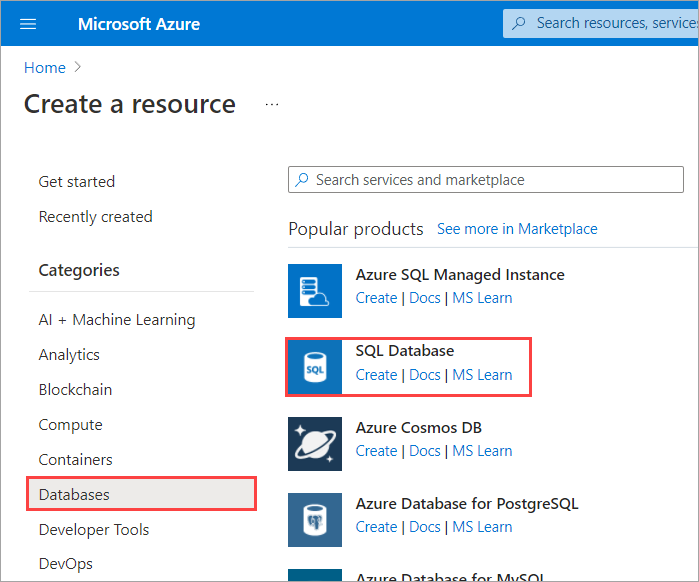 Microsoft Azure
Search resources, service
Home
Create a resource
...
Get started
Recently created
Categories
AI + Machine Learning
Analytics
Blockchain
Compute
Containers
Databases
Developer Tools
DevOps
Search services and marketplace
Popular products See more in Marketplace
Azure SQL Managed Instance
Create | Docs | MS Learn
SQL
SQL Database
Create | Docs | MS Learn
Azure Cosmos DB
Create | Docs | MS Learn
Azure Database for PostgreSQL
Create | Docs | MS Learn
Azure Database for MySQL